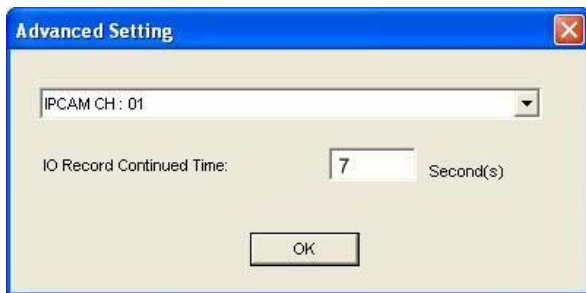 Advanced Setting
IPCAM CH : 01
IO Record Continued Time: 7 Second(s)
OK